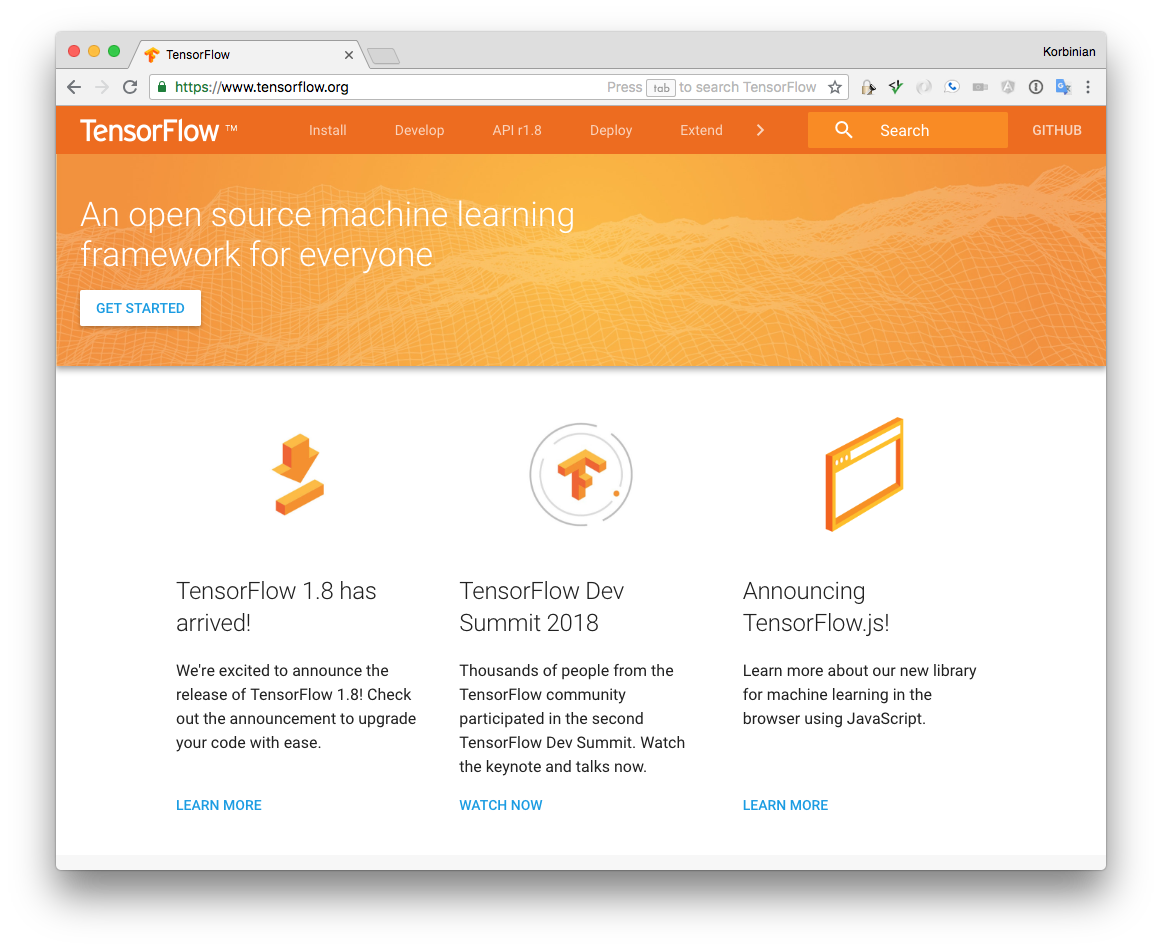 TensorFlow
Korbinian
https://www.tensorflow.org
Press tab to search TensorFlow
TensorFlow ™
Install
Develop
API r1.8
Deploy
Extend
Search
GITHUB
An open source machine learning
framework for everyone
GET STARTED
TensorFlow 1.8 has
arrived!
We're excited to announce the
release of TensorFlow 1.8! Check
out the announcement to upgrade
your code with ease.
LEARN MORE
TensorFlow Dev
Summit 2018
Thousands of people from the
TensorFlow community
participated in the second
TensorFlow Dev Summit. Watch
the keynote and talks now.
WATCH NOW
Announcing
TensorFlow.js!
Learn more about our new library
for machine learning in the
browser using JavaScript.
LEARN MORE